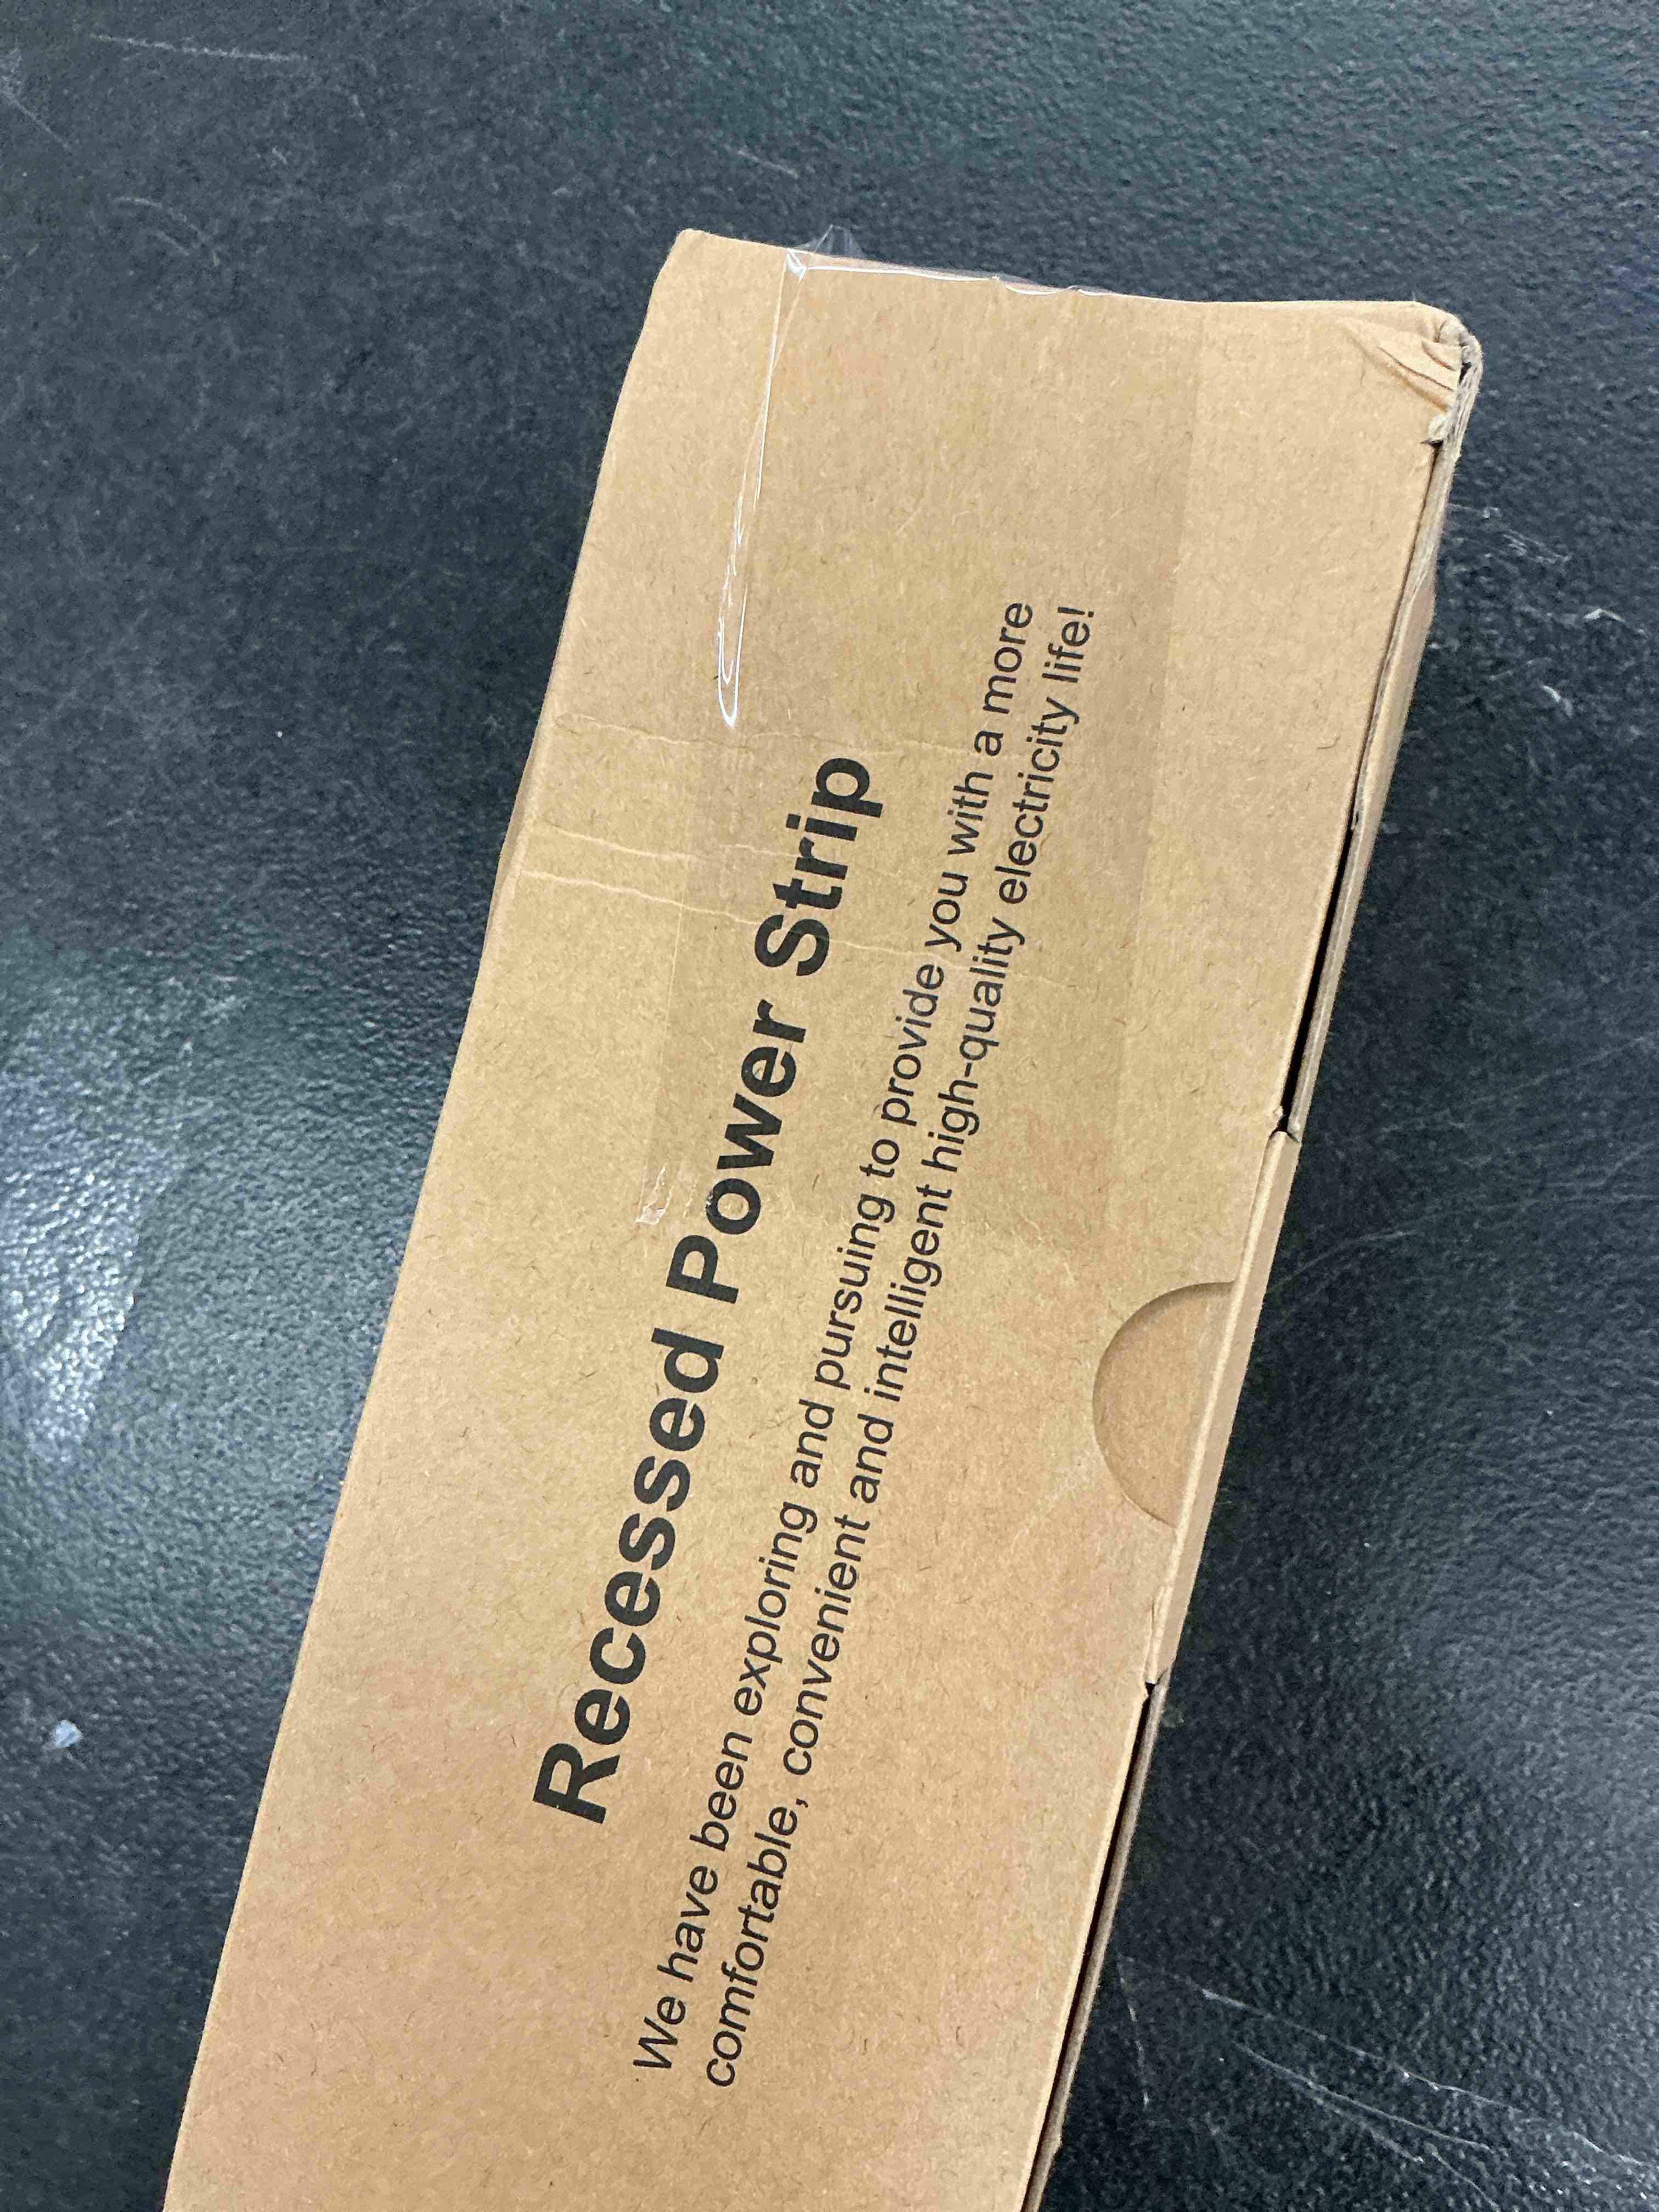 Recessed Power Strip
We have been exploring and pursuing to provide you with a more
comfortable, convenient and intelligent high-quality electricity life!